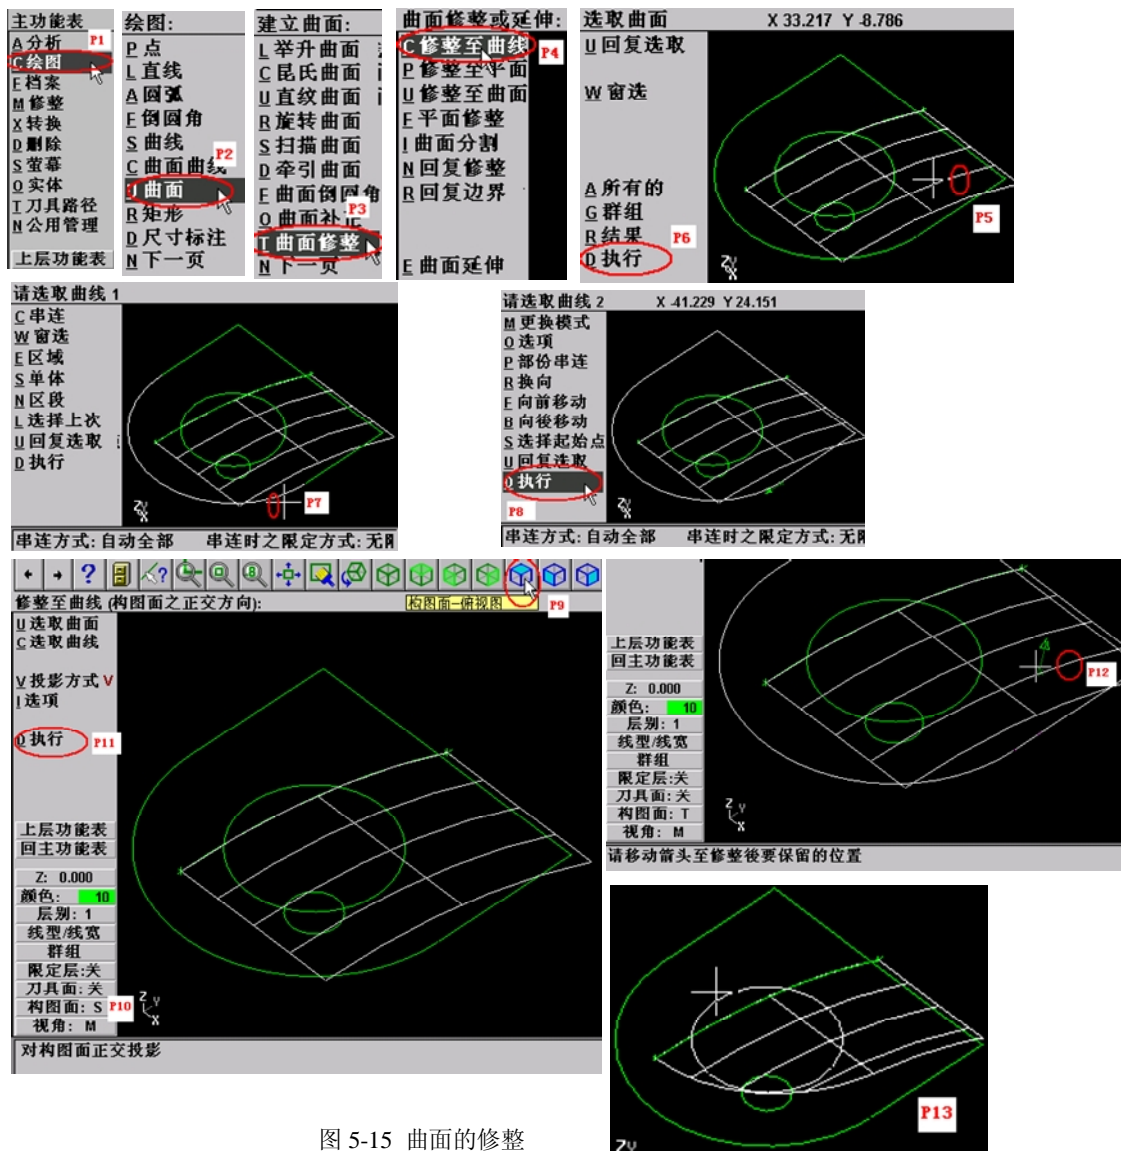 主功能表
A 分析 P1
C 绘图
F 档案
M 修整
X 转换
D 删除
S 萤幕
O 实体
T 刀具路径
N 公用管理
上层功能表
绘图:
P 点
L 直线
A 圆弧
F 倒圆角
S 曲线
P2
C 曲面曲线
U 曲面
R 矩形
D 尺寸标注
N 下一页
建立曲面:
L 举升曲面
C 昆氏曲面
U 直纹曲面
R 旋转曲面
S 扫描曲面
D 牵引曲面
F 曲面倒圆角
P3
O 曲面补正
T 曲面修整
N 下一页
曲面修整或延伸:
C 修整至曲线 P4
P 修整至平面
U 修整至曲面
F 平面修整
I 曲面分割
N 回复修整
R 回复边界
E 曲面延伸
选取曲面 X 33.217 Y -8.786
U 回复选取
W 窗选
A 所有的
G 群组
R 结果 P6
D 执行
P5
请选取曲线 1
C 串连
W 窗选
E 区域
S 单体
N 区段
L 选择上次
U 回复选取
D 执行
P7
串连方式: 自动全部 串连时之限定方式: 无限
请选取曲线 2 X -41.229 Y 24.151
M 更换模式
O 选项
P 部份串连
R 换向
F 向前移动
B 向後移动
S 选择起始点
U 回复选取
D 执行
P8
串连方式: 自动全部 串连时之限定方式: 无限
修整至曲线 (构图面之正交方向):
构图面-俯视图 P9
U 选取曲面
C 选取曲线
V 投影方式 V
I 选项
D 执行 P11
上层功能表
回主功能表
Z: 0.000
颜色: 10
层别: 1
线型/线宽
群组
限定层:关
刀具面: 关
构图面: S P10
视角: M
对构图面正交投影
P12
上层功能表
回主功能表
Z: 0.000
颜色: 10
层别: 1
线型/线宽
群组
限定层:关
刀具面: 关
构图面: T
视角: M
请移动箭头至修整後要保留的位置
P13
图 5-15 曲面的修整